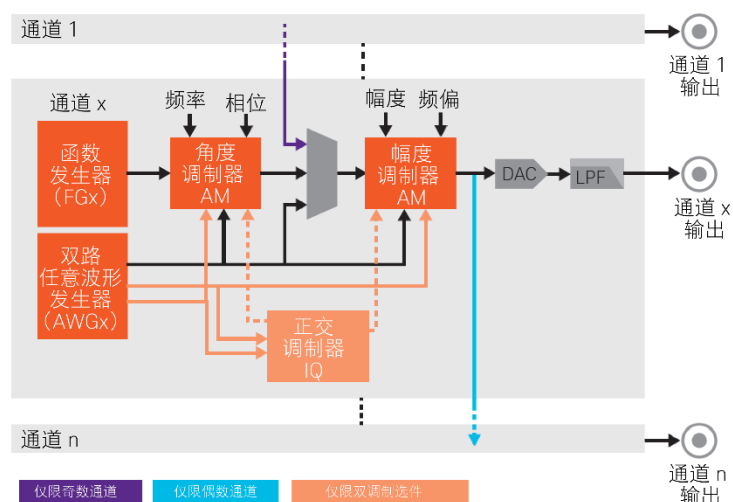 通道 1
通道 1
输出
通道 x
频率
相位
幅度
频偏
函数
发生器
(FGx)
角度
调制器
AM
幅度
调制器
AM
DAC
LPF
通道 x
输出
双路
任意波形
发生器
(AWGx)
正交
调制器
IQ
通道 n
通道 n
输出
仅限奇数通道
仅限偶数通道
仅限双调制选件